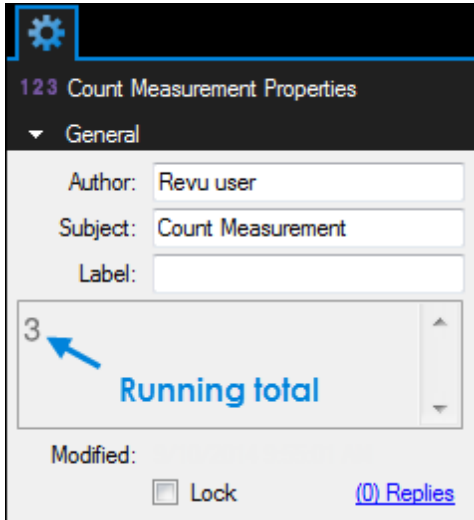 123 Count Measurement Properties
General
Author: Revu user
Subject: Count Measurement
Label:
3
Running total
Modified:
Lock (0) Replies